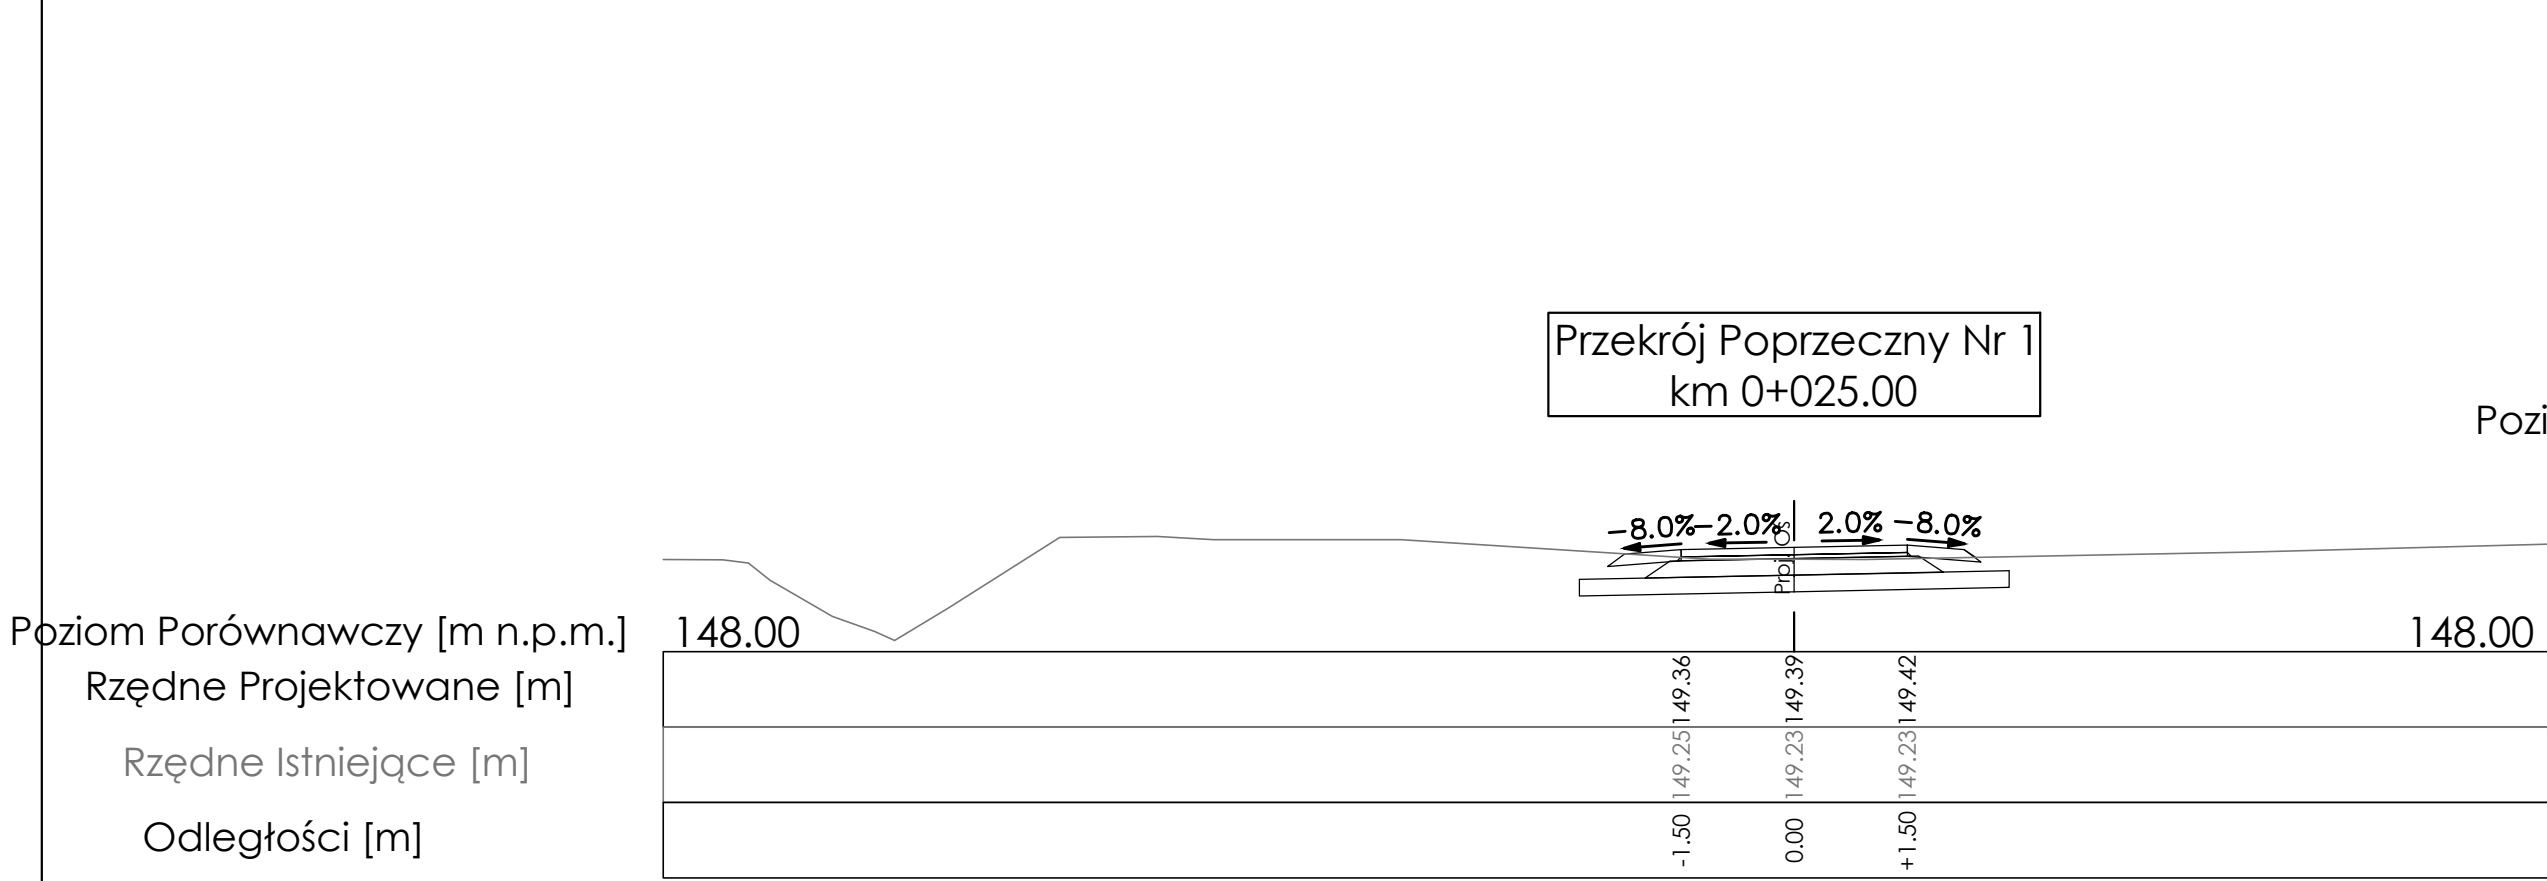 Przekrój Poprzeczny Nr 1
km 0+025.00
Pozi
-8.0% -2.0% 2.0% -8.0%
Proj. Oś
Poziom Porównawczy [m n.p.m.] 148.00 148.00
Rzędne Projektowane [m] 149.36 149.39 149.42
Rzędne Istniejące [m] 149.25 149.23 149.23
Odległości [m] -1.50 0.00 +1.50